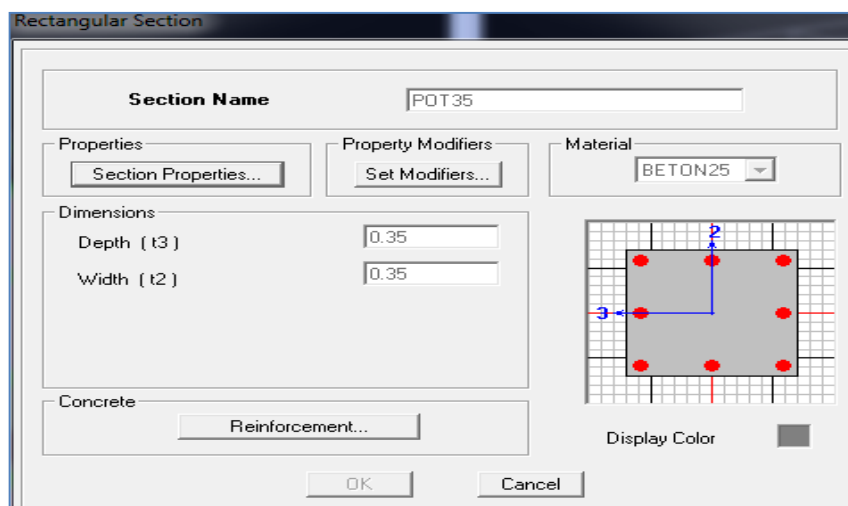 Rectangular Section
Section Name POT35
Properties
Section Properties...
Property Modifiers
Set Modifiers...
Material
BETON25
Dimensions
Depth ( t3 ) 0.35
Width ( t2 ) 0.35
2
3
Concrete
Reinforcement...
Display Color
OK Cancel